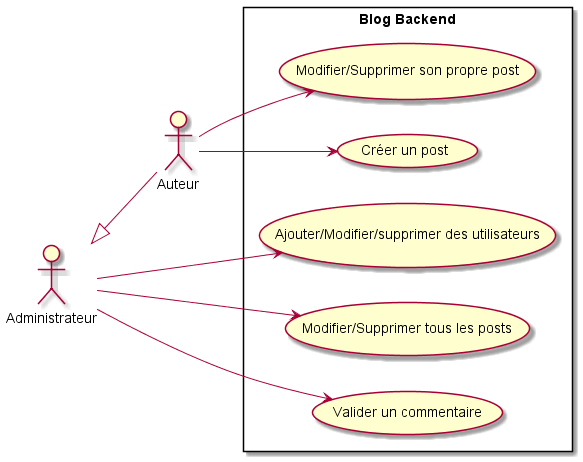 Blog Backend
Modifier/Supprimer son propre post
Créer un post
Auteur
Ajouter/Modifier/supprimer des utilisateurs
Administrateur
Modifier/Supprimer tous les posts
Valider un commentaire